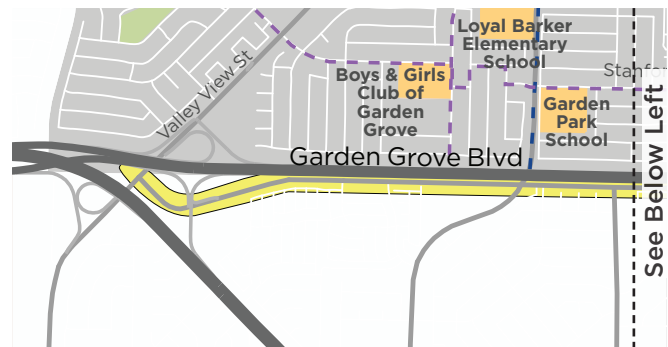 Loyal Barker
Elementary
School
Valley View St
Boys & Girls
Club of
Garden
Grove
Stanfor
Garden
Park
School
Garden Grove Blvd
See Below Left